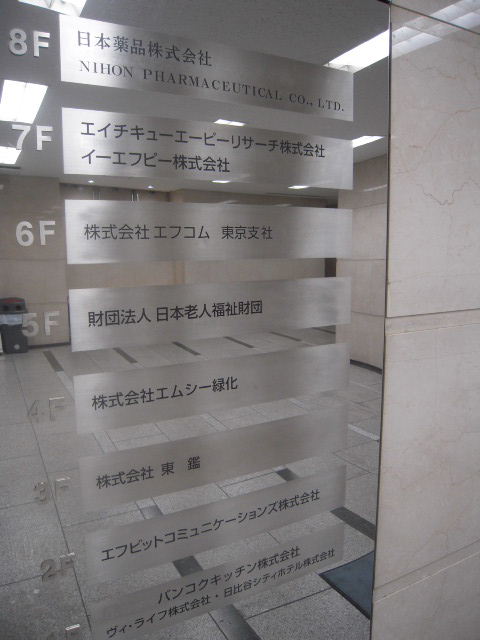 8F
日本薬品株式会社
NIHON PHARMACEUTICAL CO., LTD.
7F
エイチキューエーピーリサーチ株式会社
イーエフピー株式会社
6F
株式会社 エフコム 東京支社
5F
財団法人 日本老人福祉財団
4F
株式会社エムシー緑化
3F
株式会社 東 鑑
2F
エフビットコミュニケーションズ株式会社
1F
バンコクキッチン株式会社
ヴィ・ライフ株式会社・日比谷シティホテル株式会社